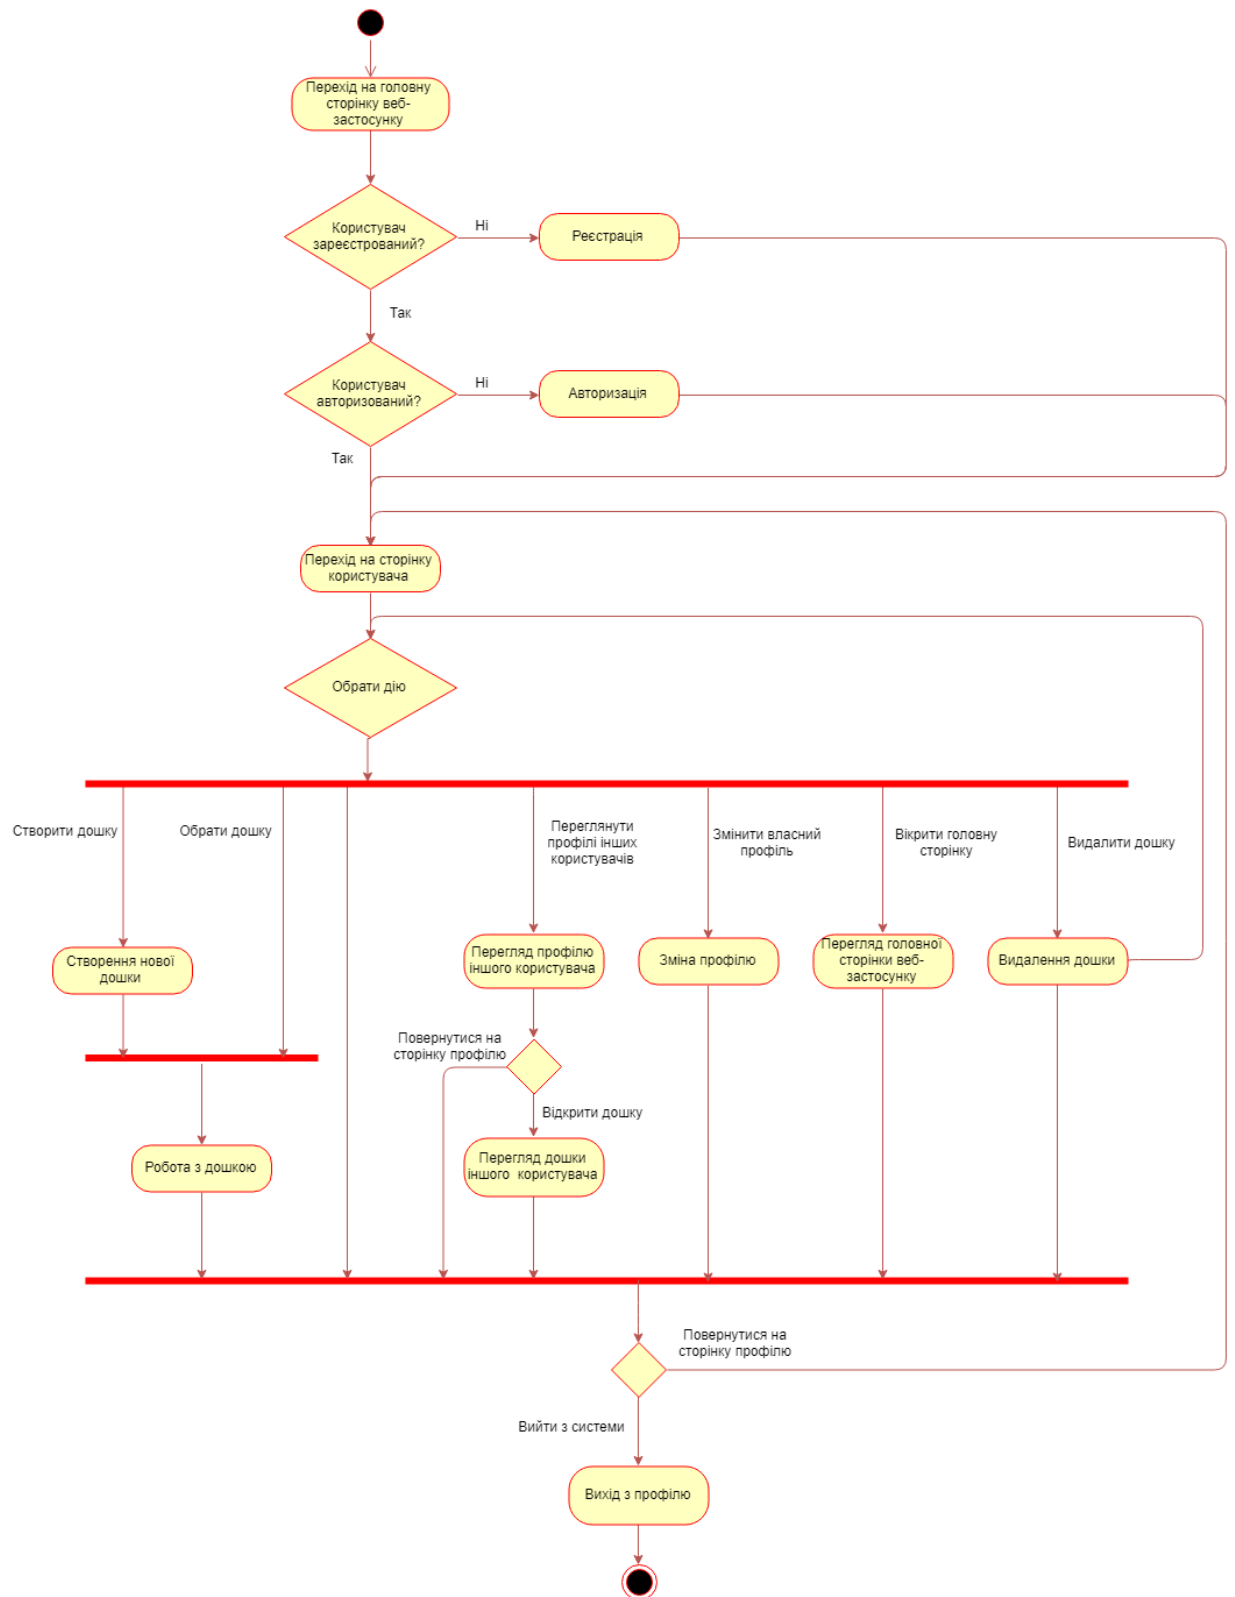 Перехід на головну
сторінку веб-
застосунку
Користувач
зареєстрований?
Ні
Реєстрація
Так
Користувач
авторизований?
Ні
Авторизація
Так
Перехід на сторінку
користувача
Обрати дію
Створити дошку
Обрати дошку
Переглянути
профілі інших
користувачів
Змінити власний
профіль
Вікрити головну
сторінку
Видалити дошку
Створення нової
дошки
Перегляд профілю
іншого користувача
Зміна профілю
Перегляд головної
сторінки веб-
застосунку
Видалення дошки
Повернутися на
сторінку профілю
Відкрити дошку
Робота з дошкою
Перегляд дошки
іншого користувача
Повернутися на
сторінку профілю
Вийти з системи
Вихід з профілю